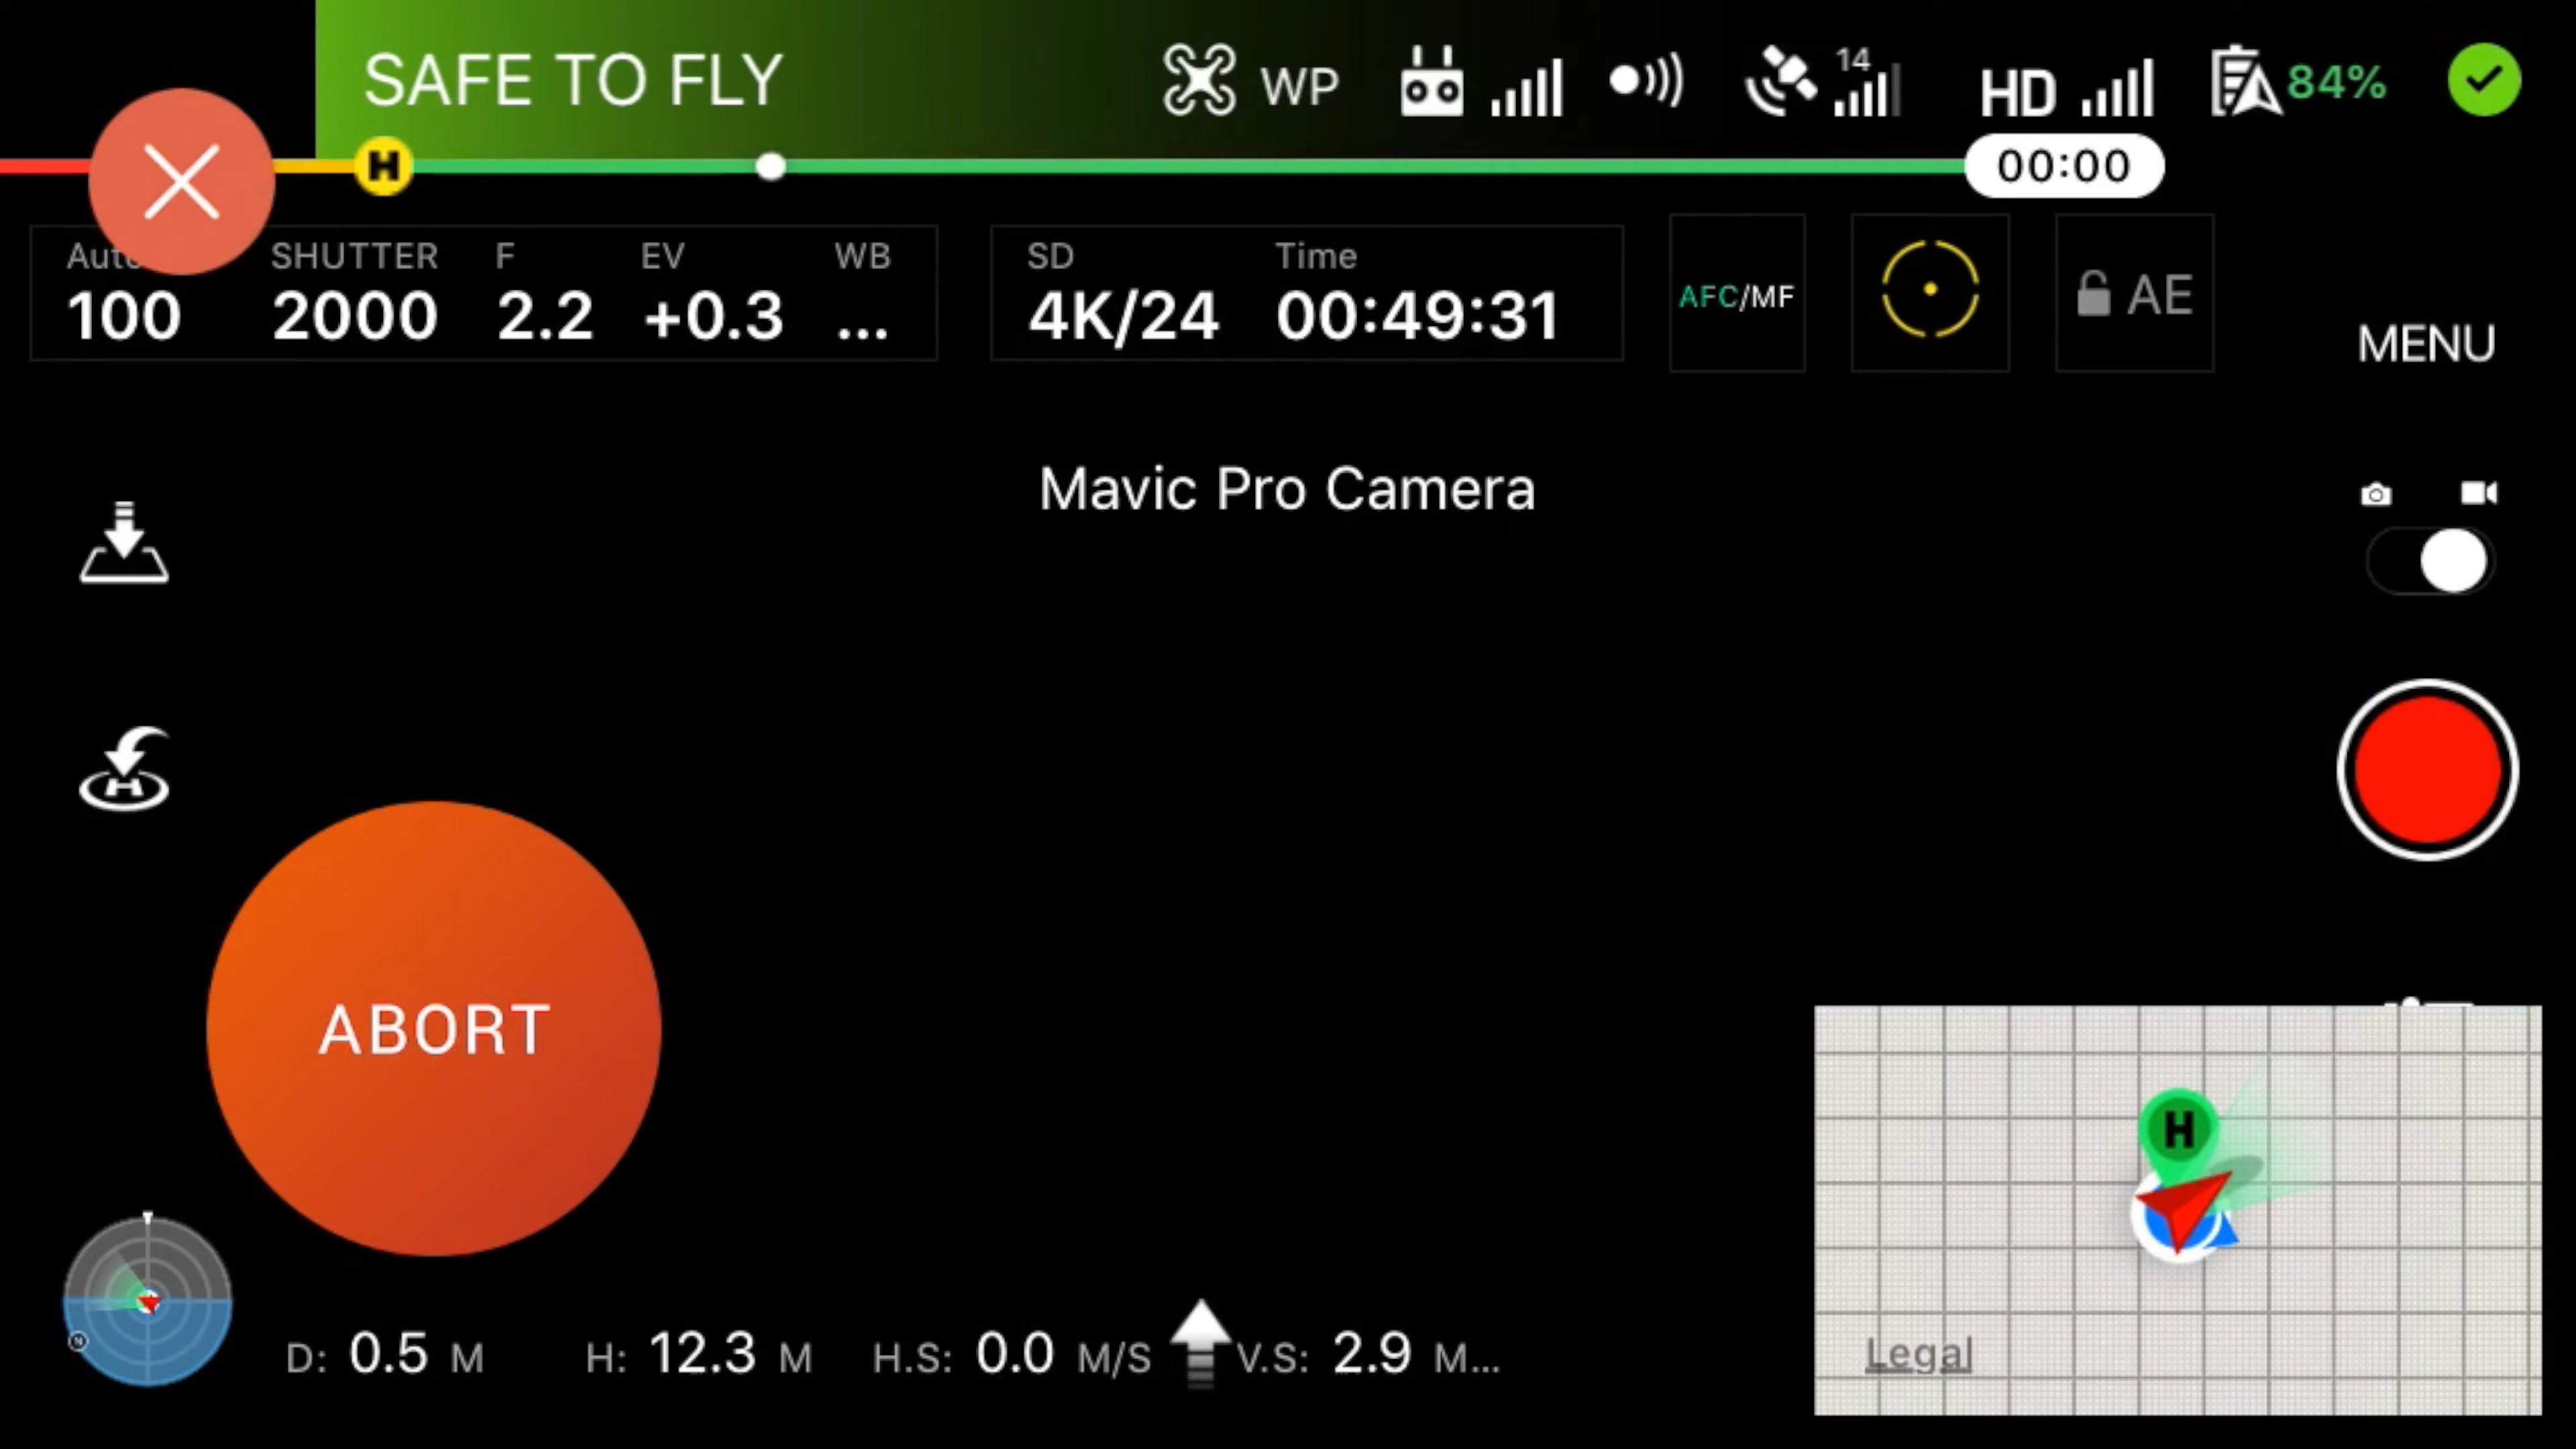 SAFE TO FLY WP 14 HD 84%
H 00:00
Auto SHUTTER F EV WB SD Time
100 2000 2.2 +0.3 ... 4K/24 00:49:31 AFC/MF AE
MENU
Mavic Pro Camera
H
ABORT
H
N
D: 0.5 M H: 12.3 M H.S: 0.0 M/S V.S: 2.9 M...
Legal